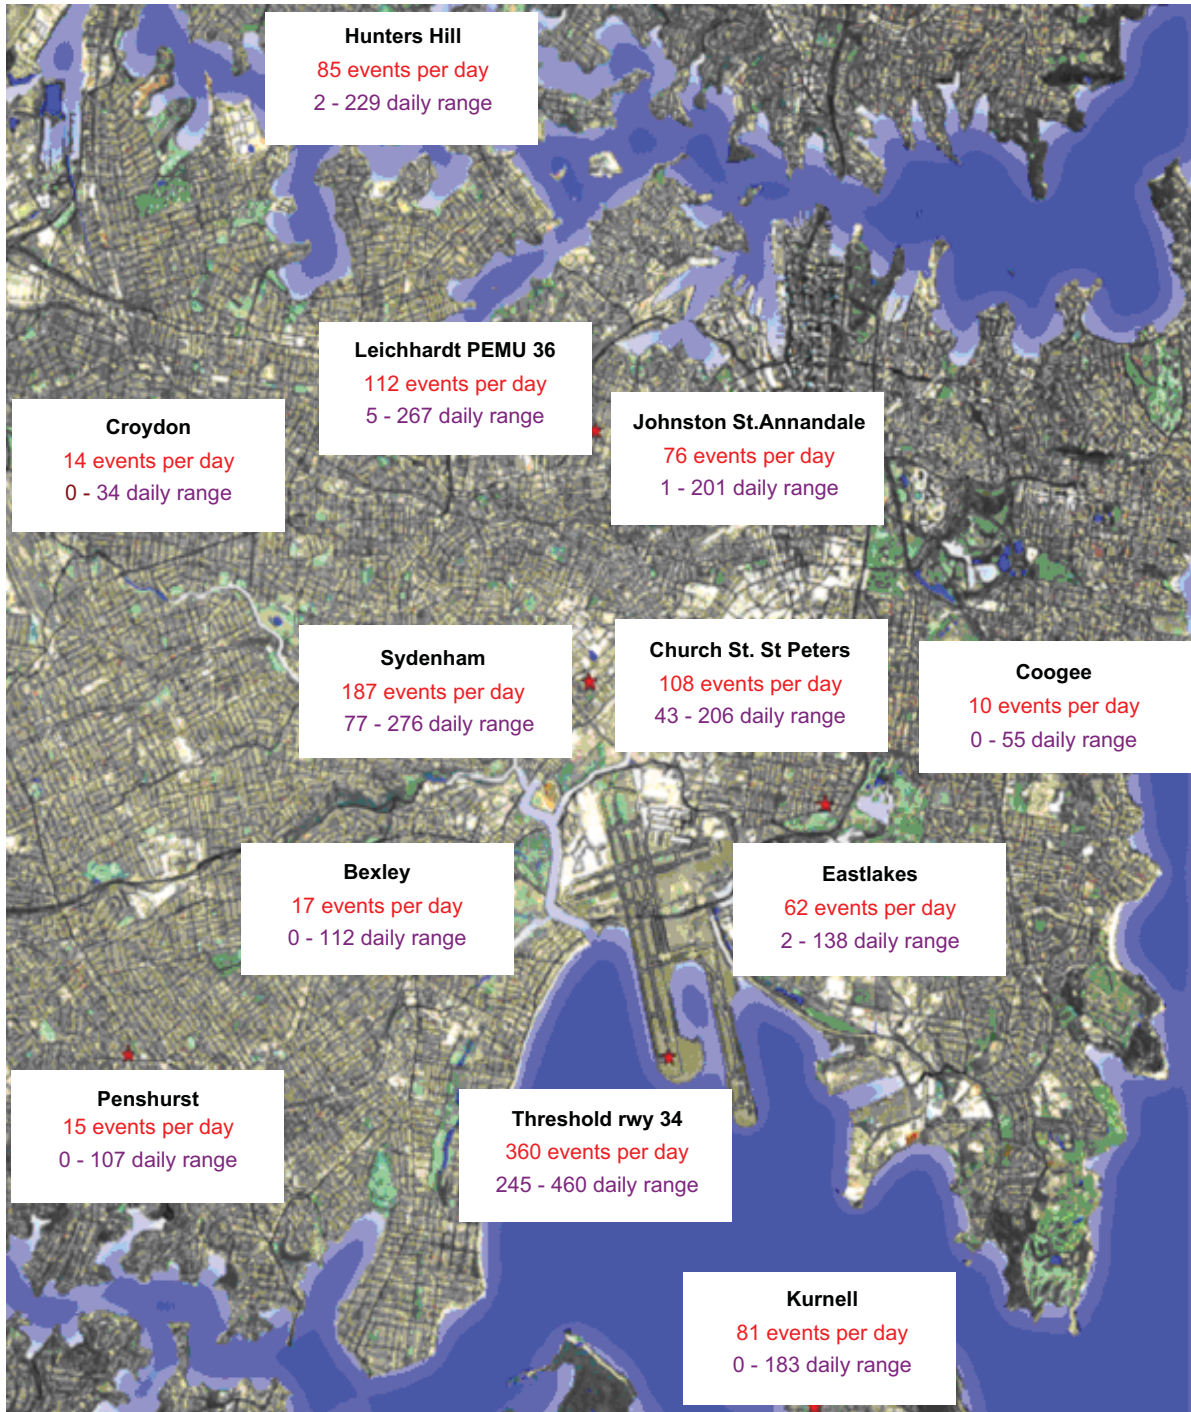 Hunters Hill
85 events per day
2 - 229 daily range
Leichhardt PEMU 36
112 events per day
5 - 267 daily range
Croydon
14 events per day
0 - 34 daily range
Johnston St.Annandale
76 events per day
1 - 201 daily range
Sydenham
187 events per day
77 - 276 daily range
Church St. St Peters
108 events per day
43 - 206 daily range
Coogee
10 events per day
0 - 55 daily range
Bexley
17 events per day
0 - 112 daily range
Eastlakes
62 events per day
2 - 138 daily range
Penshurst
15 events per day
0 - 107 daily range
Threshold rwy 34
360 events per day
245 - 460 daily range
Kurnell
81 events per day
0 - 183 daily range